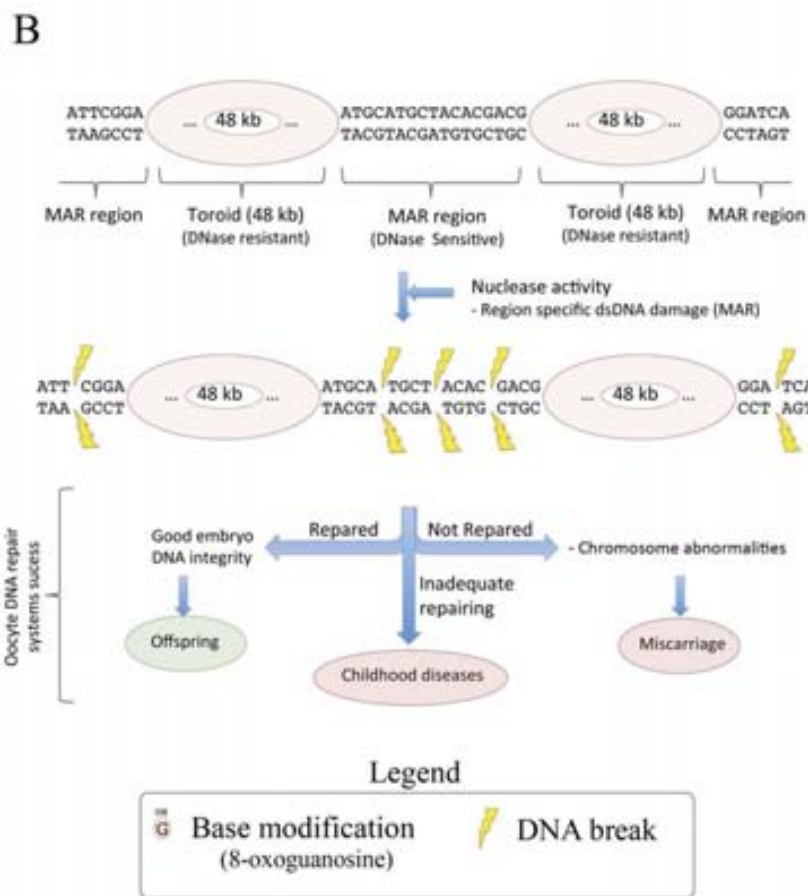 B
ATTCGGA ... 48 kb ... ATGCATGCTACACGACG ... 48 kb ... GGATCA
TAAGCCT TACGTACGATGTGCTGC CCTAGT
MAR region Toroid (48 kb) MAR region Toroid (48 kb) MAR region
(DNase resistant) (DNase Sensitive) (DNase resistant)
Nuclease activity
- Region specific dsDNA damage (MAR)
ATT CGGA ... 48 kb ... ATGCA TGCT ACAC GACG ... 48 kb ... GGA TCA
TAA GCCT TACGT ACGA TGTG CTGC CCT AGT
Oocyte DNA repair
systems sucess
Good embryo
DNA integrity
Repared
Not Repared
- Chromosome abnormalities
Inadequate
repairing
Offspring
Childhood diseases
Miscarriage
Legend
G Base modification
(8-oxoguanosine)
DNA break